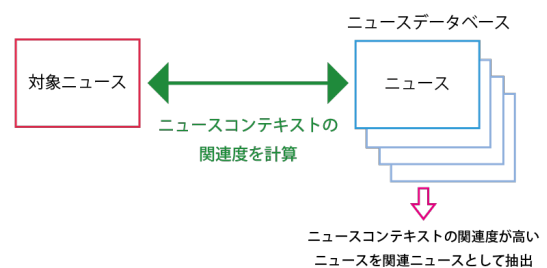 ニュースデータベース
対象ニュース
ニュース
ニュースコンテキストの
関連度を計算
ニュースコンテキストの関連度が高い
ニュースを関連ニュースとして抽出